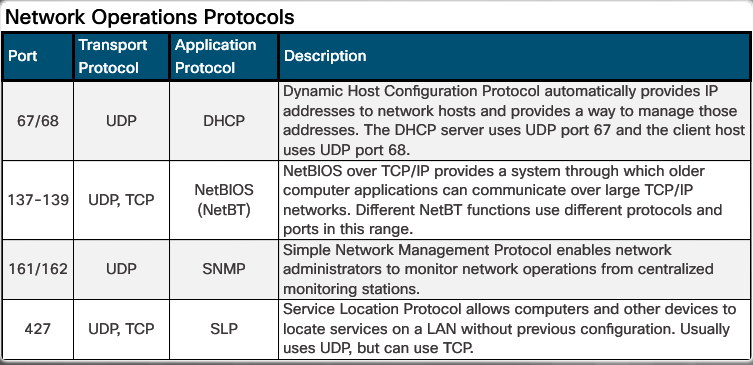 Network Operations Protocols
Port
Transport
Protocol
Application
Protocol
Description
67/68
UDP
DHCP
Dynamic Host Configuration Protocol automatically provides IP
addresses to network hosts and provides a way to manage those
addresses. The DHCP server uses UDP port 67 and the client host
uses UDP port 68.
137-139
UDP, TCP
NetBIOS
(NetBT)
NetBIOS over TCP/IP provides a system through which older
computer applications can communicate over large TCP/IP
networks. Different NetBT functions use different protocols and
ports in this range.
161/162
UDP
SNMP
Simple Network Management Protocol enables network
administrators to monitor network operations from centralized
monitoring stations.
427
UDP, TCP
SLP
Service Location Protocol allows computers and other devices to
locate services on a LAN without previous configuration. Usually
uses UDP, but can use TCP.